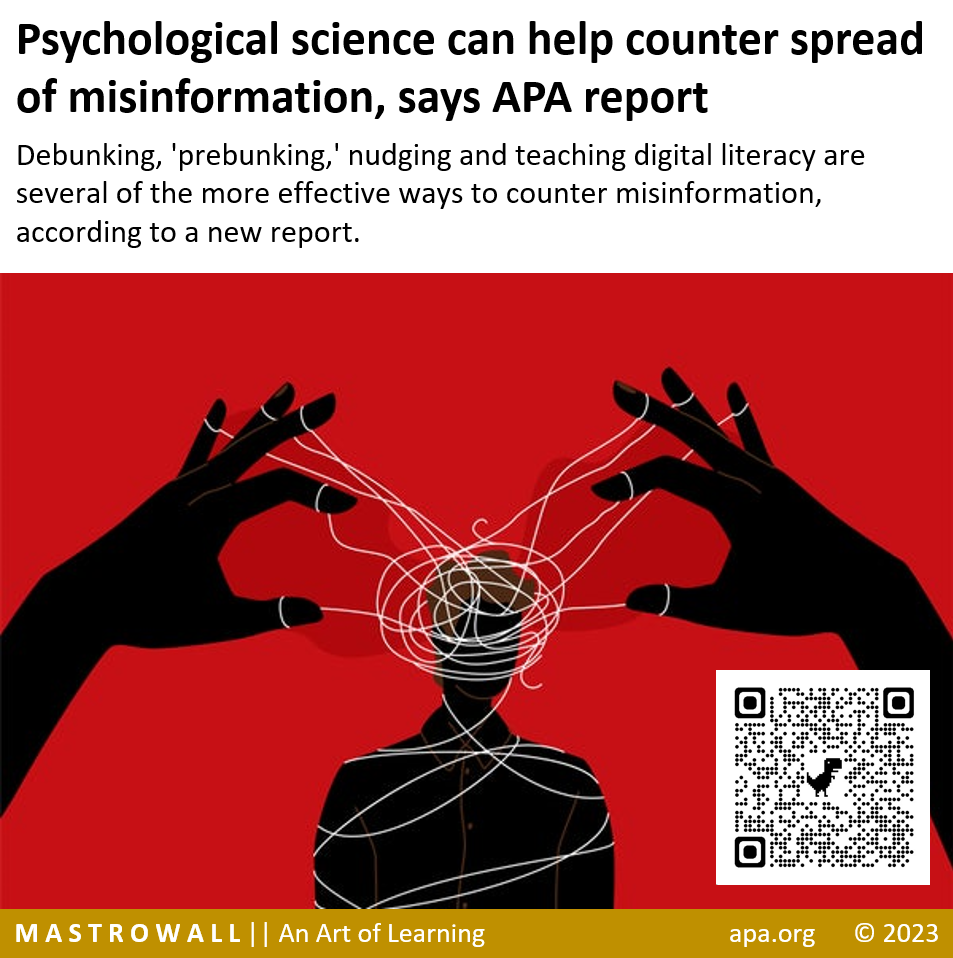 Psychological science can help counter spread
of misinformation, says APA report
Debunking, 'prebunking,' nudging and teaching digital literacy are
several of the more effective ways to counter misinformation,
according to a new report.
MASTROWALL || An Art of Learning apa.org © 2023